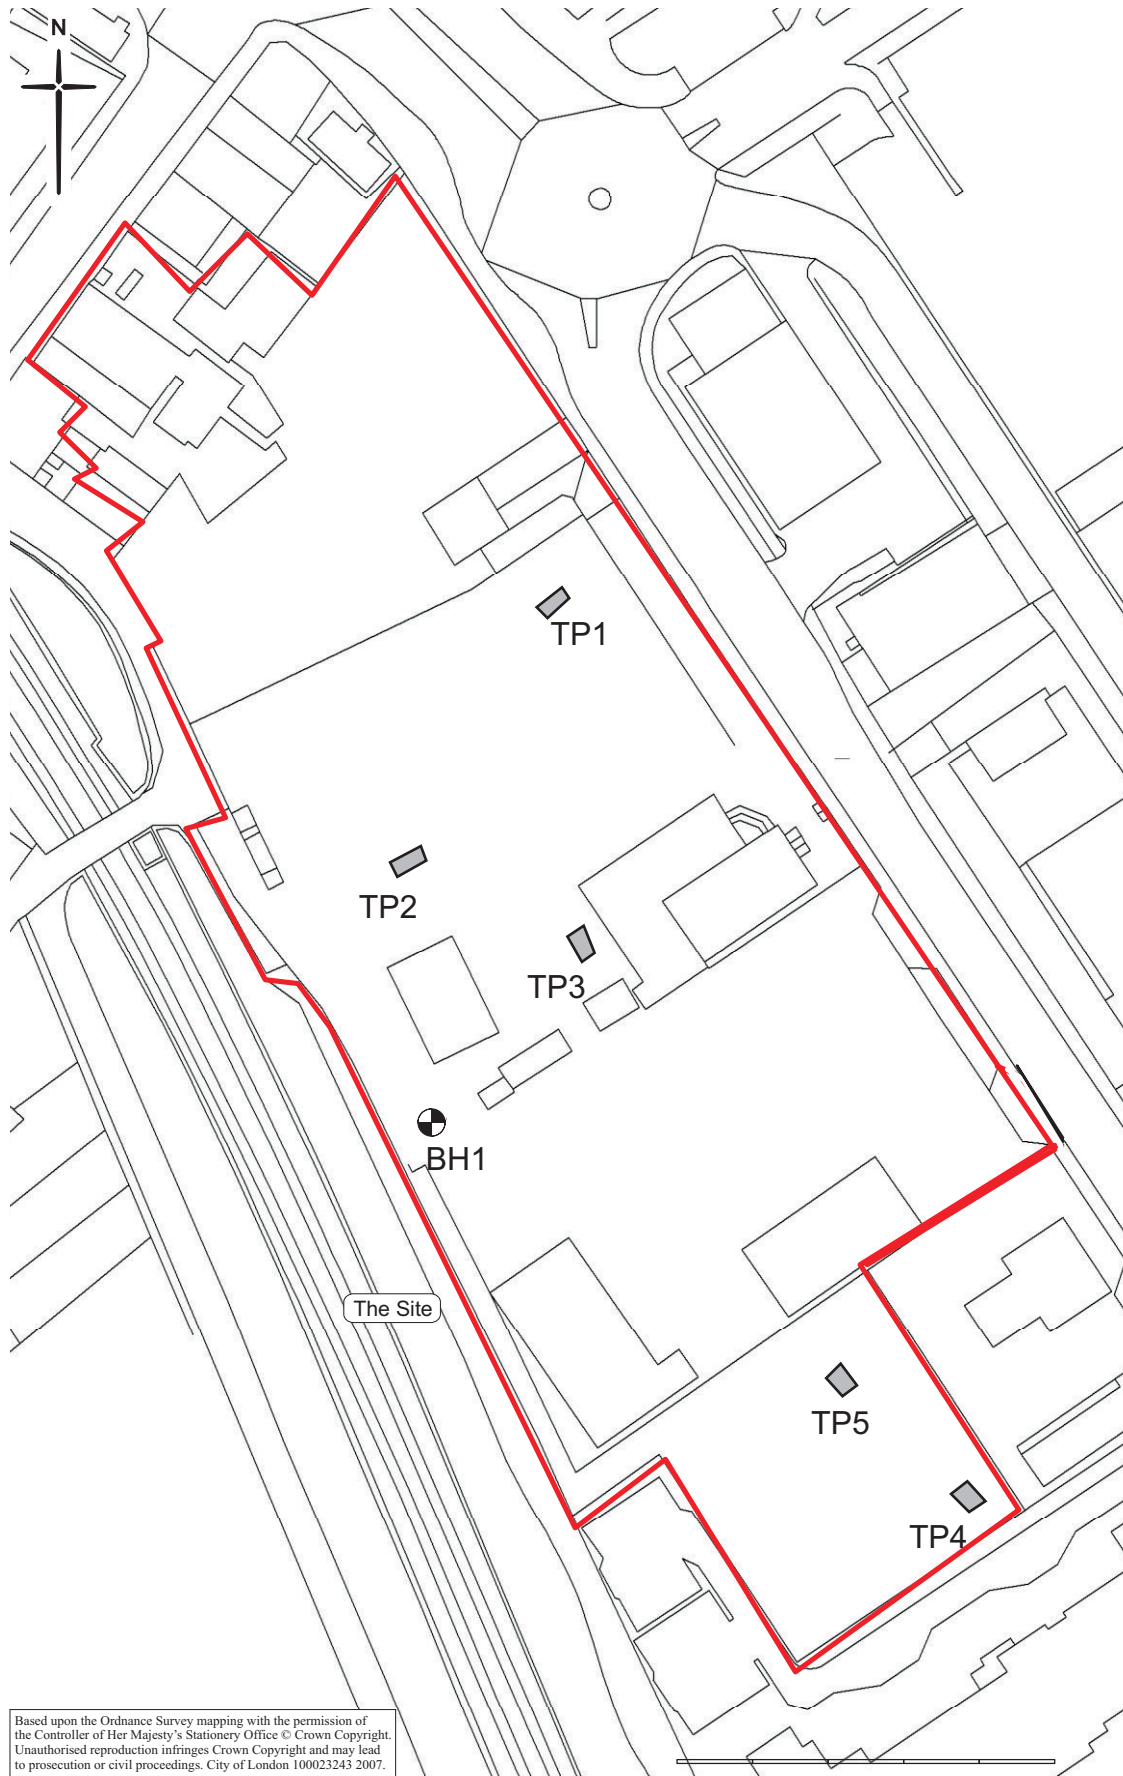 N
TP1
TP2
TP3
BH1
The Site
TP5
TP4
Based upon the Ordnance Survey mapping with the permission of
the Controller of Her Majesty's Stationery Office © Crown Copyright.
Unauthorised reproduction infringes Crown Copyright and may lead
to prosecution or civil proceedings. City of London 100023243 2007.